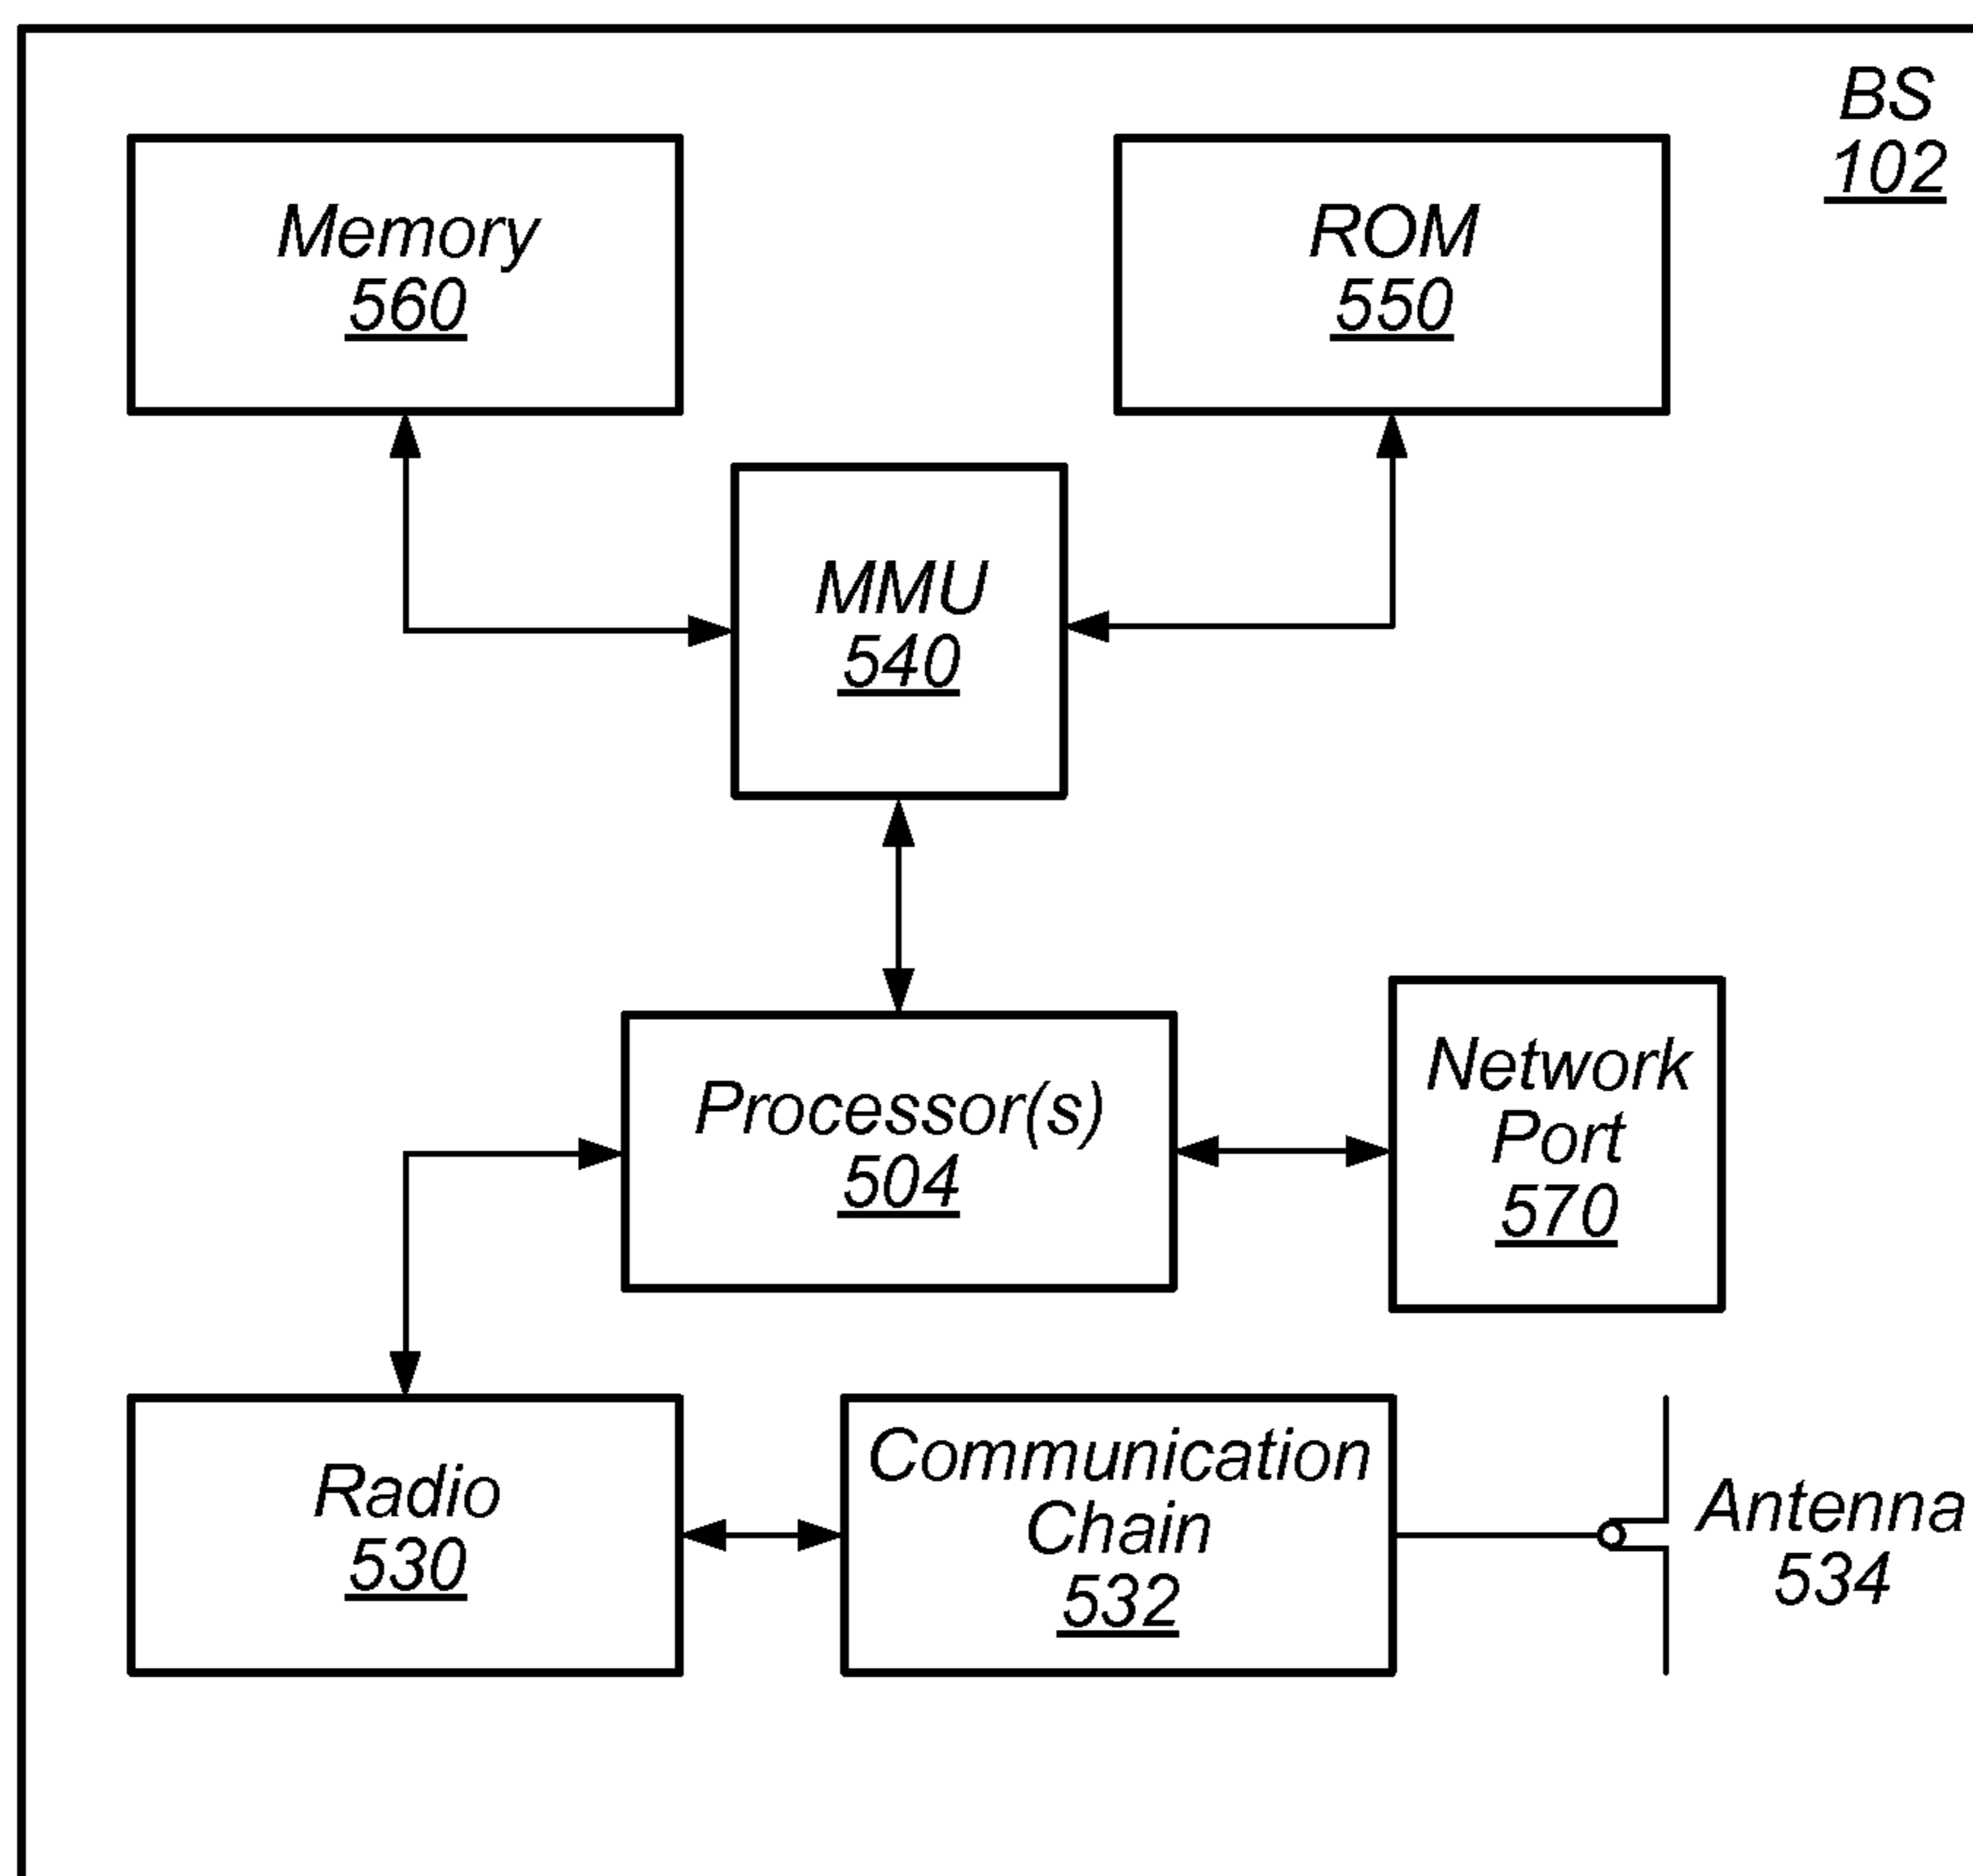 BS
102
Memory
560
ROM
550
MMU
540
Processor(s)
504
Network
Port
570
Radio
530
Communication
Chain
532
Antenna
534